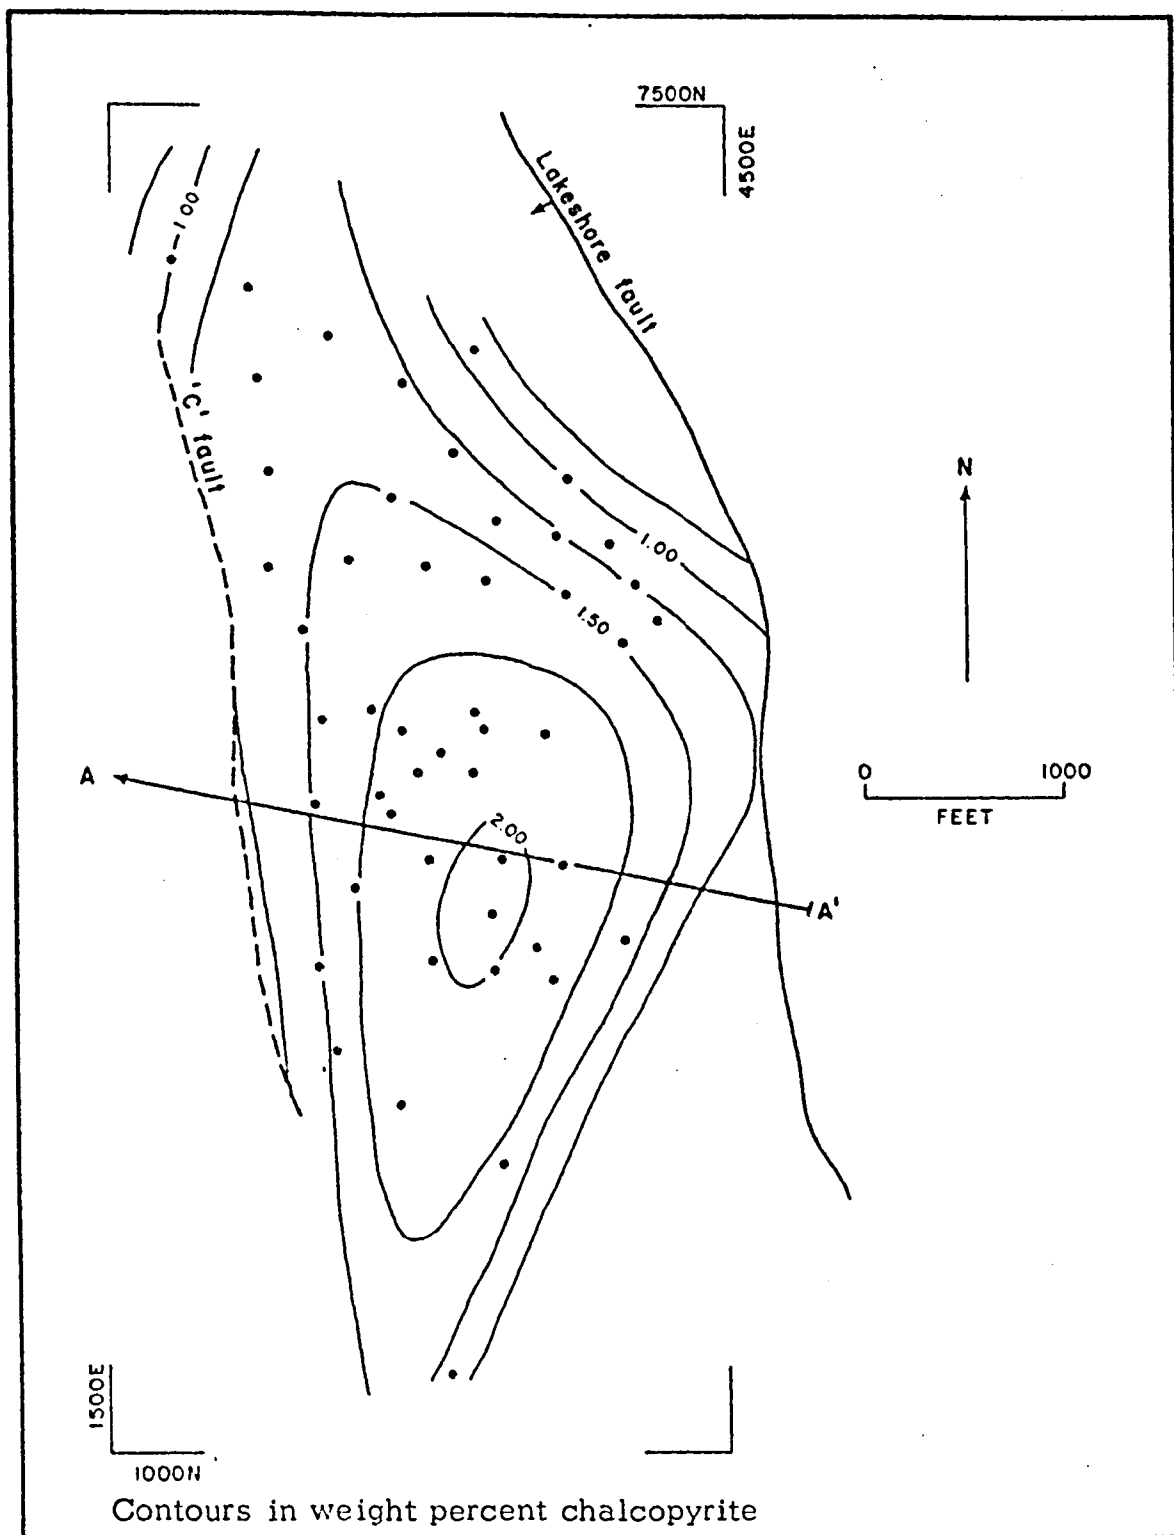 7500N
4500E
Lakeshore fault
1.00
'C' fault
N
1.00
1.50
A
0 1000
FEET
2.00
A'
1500E
1000N
Contours in weight percent chalcopyrite